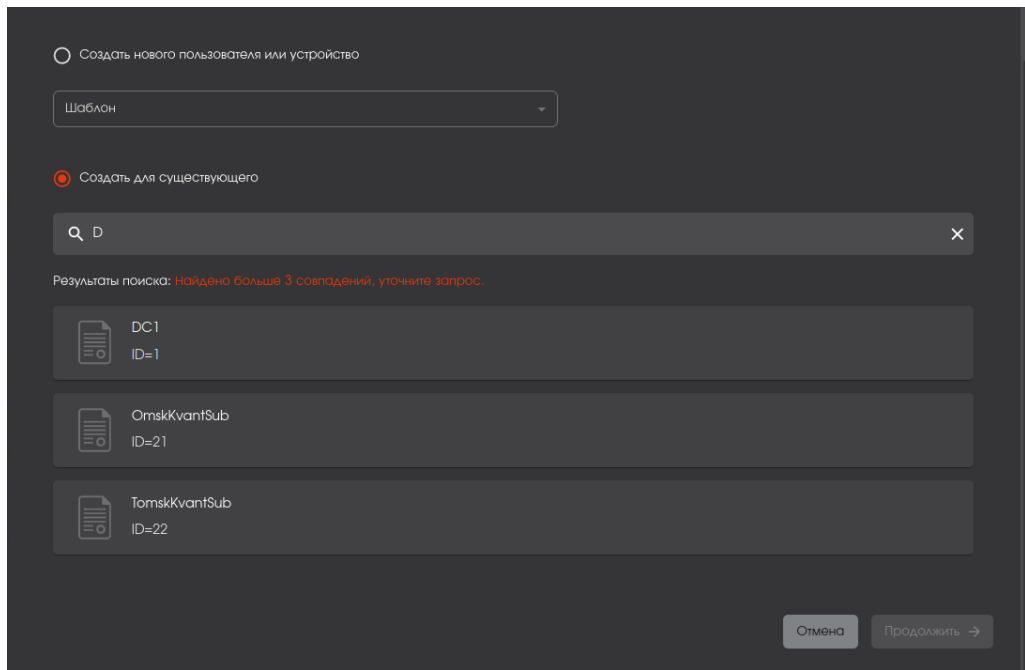 Создать нового пользователя или устройство
Шаблон
Создать для существующего
D
Результаты поиска: Найдено больше 3 совпадений, уточните запрос.
DC1
ID=1
OmskKvantSub
ID=21
TomskKvantSub
ID=22
Отмена
Продолжить →